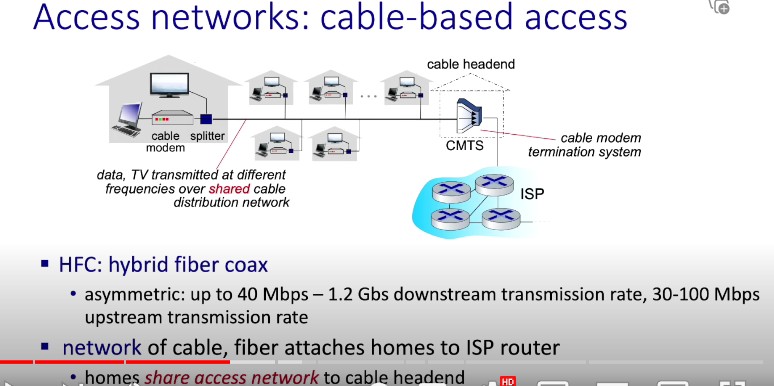 Access networks: cable-based access
cable headend
cable
modem
splitter
CMTS
cable modem
termination system
data, TV transmitted at different
frequencies over shared cable
distribution network
ISP
▪ HFC: hybrid fiber coax
• asymmetric: up to 40 Mbps – 1.2 Gbs downstream transmission rate, 30-100 Mbps
upstream transmission rate
▪ network of cable, fiber attaches homes to ISP router
• homes share access network to cable headend
HD